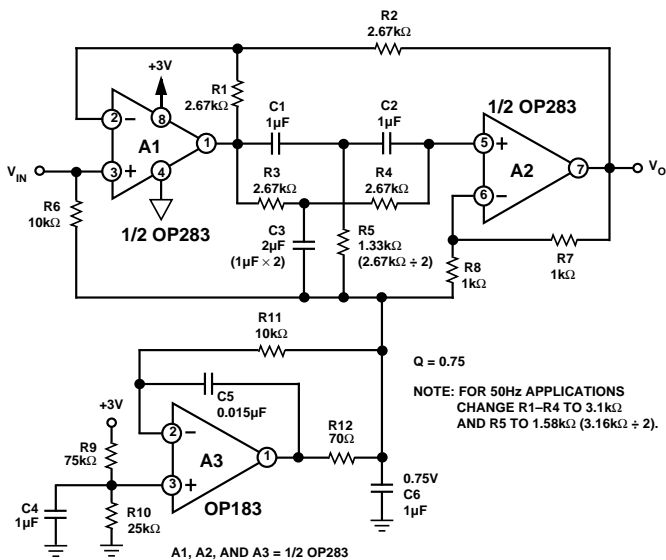 R2
2.67kΩ
+3V
R1
2.67kΩ
C1
1μF
C2
1μF
1/2 OP283
2
−
8
A1
1
3
+
4
5
+
A2
7
6
−
VIN
VO
R3
2.67kΩ
R4
2.67kΩ
R6
10kΩ
1/2 OP283
C3
2μF
(1μF × 2)
R5
1.33kΩ
(2.67kΩ ÷ 2)
R8
1kΩ
R7
1kΩ
R11
10kΩ
Q = 0.75
C5
0.015μF
NOTE: FOR 50Hz APPLICATIONS
CHANGE R1–R4 TO 3.1kΩ
AND R5 TO 1.58kΩ (3.16kΩ ÷ 2).
+3V
2
−
R12
70Ω
R9
75kΩ
A3
1
3
+
0.75V
C6
1μF
C4
1μF
R10
25kΩ
OP183
A1, A2, AND A3 = 1/2 OP283